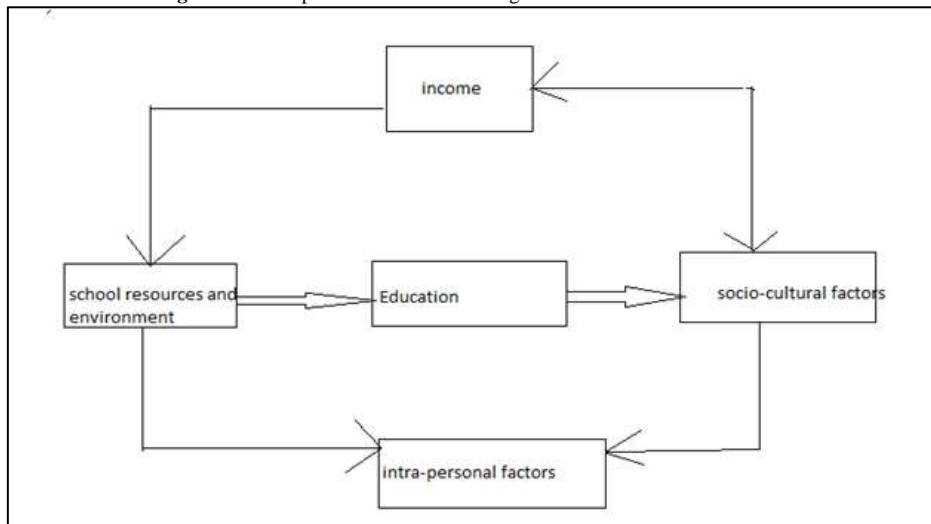 income
school resources and
environment
Education
socio-cultural factors
intra-personal factors